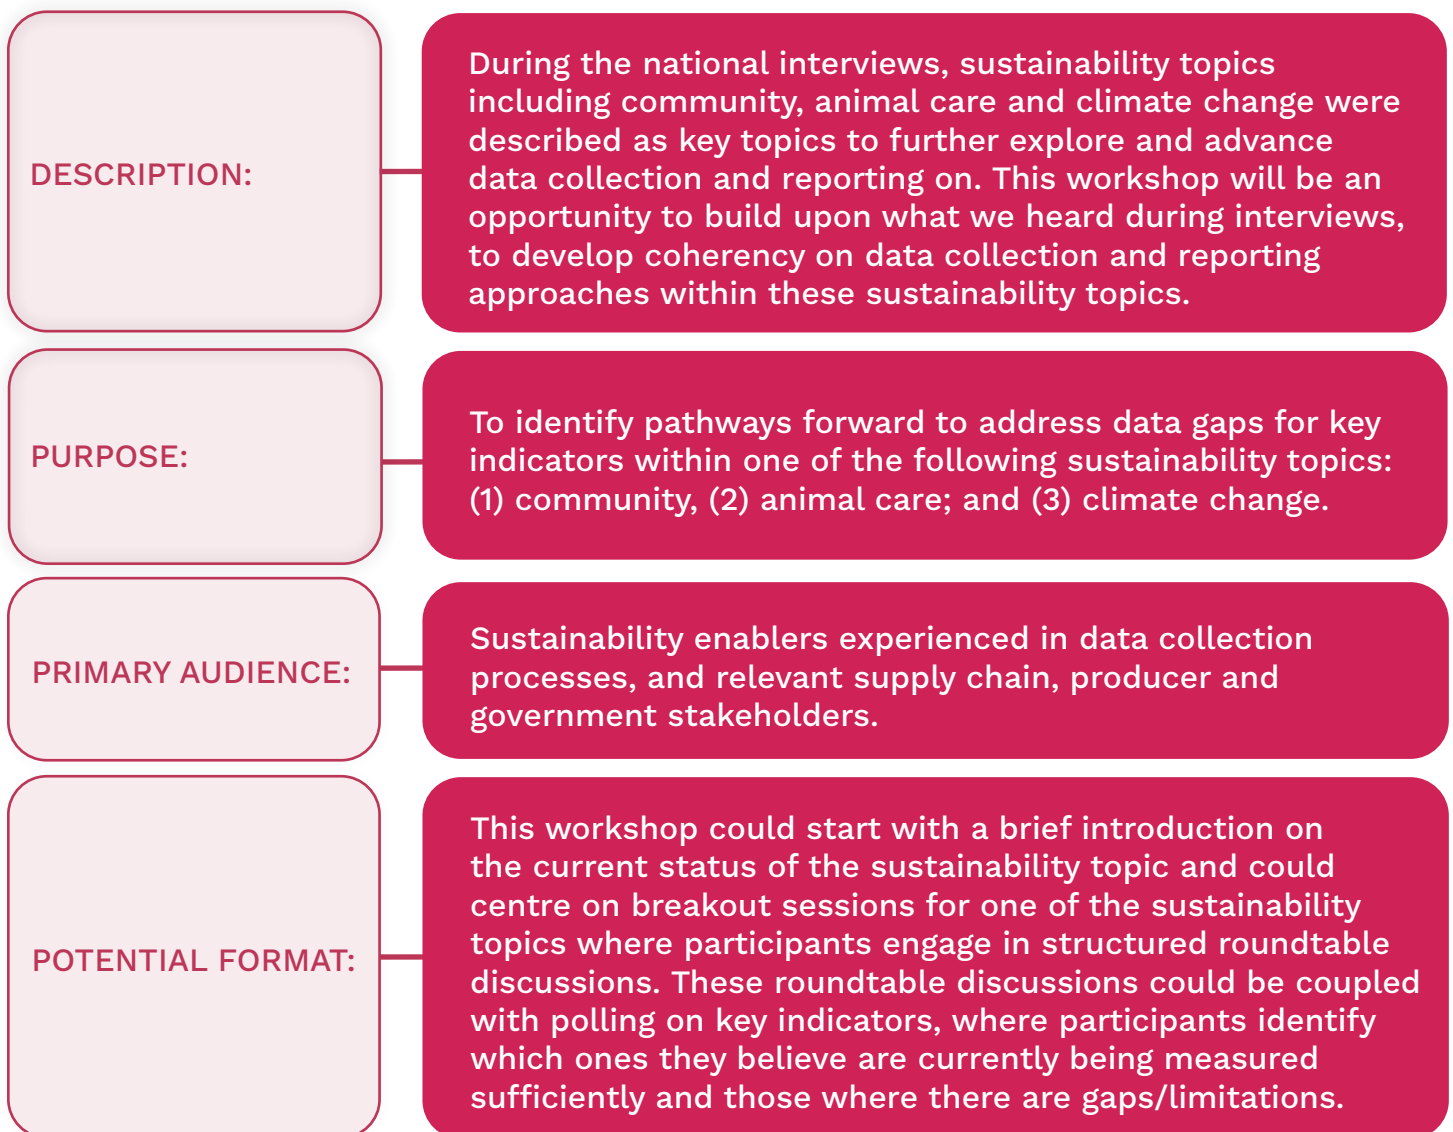 DESCRIPTION:
During the national interviews, sustainability topics
including community, animal care and climate change were
described as key topics to further explore and advance
data collection and reporting on. This workshop will be an
opportunity to build upon what we heard during interviews,
to develop coherency on data collection and reporting
approaches within these sustainability topics.
PURPOSE:
To identify pathways forward to address data gaps for key
indicators within one of the following sustainability topics:
(1) community, (2) animal care; and (3) climate change.
PRIMARY AUDIENCE:
Sustainability enablers experienced in data collection
processes, and relevant supply chain, producer and
government stakeholders.
POTENTIAL FORMAT:
This workshop could start with a brief introduction on
the current status of the sustainability topic and could
centre on breakout sessions for one of the sustainability
topics where participants engage in structured roundtable
discussions. These roundtable discussions could be coupled
with polling on key indicators, where participants identify
which ones they believe are currently being measured
sufficiently and those where there are gaps/limitations.